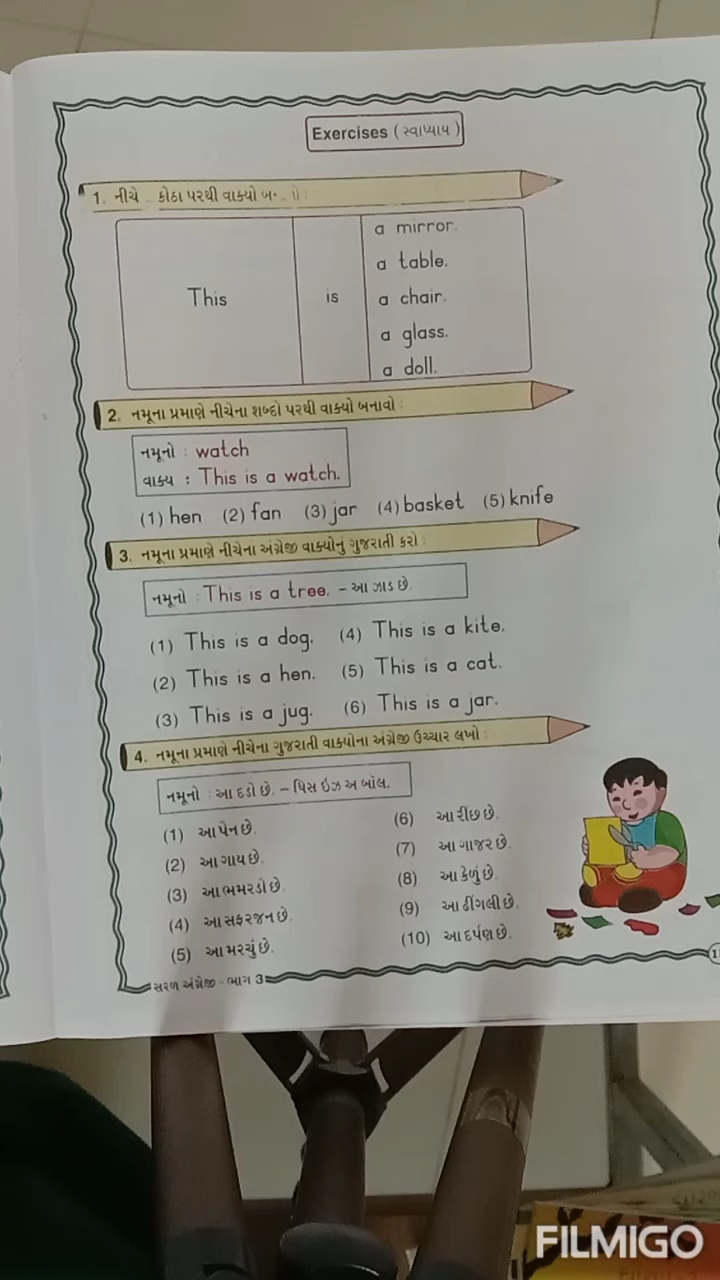 Exercises ( સ્વાધ્યાય )
1. નીચે કોઠા પરથી વાક્યો
This is a mirror.
a table.
a chair.
a glass.
a doll.
2. નમૂના પ્રમાણે નીચેના શબ્દો પરથી વાક્યો બનાવો :
નમૂનો : watch
વાક્ય : This is a watch.
(1) hen (2) fan (3) jar (4) basket (5) knife
3. નમૂના પ્રમાણે નીચેના અંગ્રેજી વાક્યોનું ગુજરાતી કરો :
નમૂનો : This is a tree. – આ ઝાડ છે.
(1) This is a dog. (4) This is a kite.
(2) This is a hen. (5) This is a cat.
(3) This is a jug. (6) This is a jar.
4. નમૂના પ્રમાણે નીચેના ગુજરાતી વાક્યોના અંગ્રેજી ઉચ્ચાર લખો :
નમૂનો : આ દડો છે. – ધિસ ઇઝ અ બૉલ.
(1) આ પેન છે. (6) આ રીંછ છે.
(2) આ ગાય છે. (7) આ ગાજર છે.
(3) આ ભમરડો છે. (8) આ કેળું છે.
(4) આ સફરજન છે. (9) આ ઢીંગલી છે.
(5) આ મરચું છે. (10) આ દર્પણ છે.
સરળ અંગ્રેજી - ભાગ 3
FILMIGO